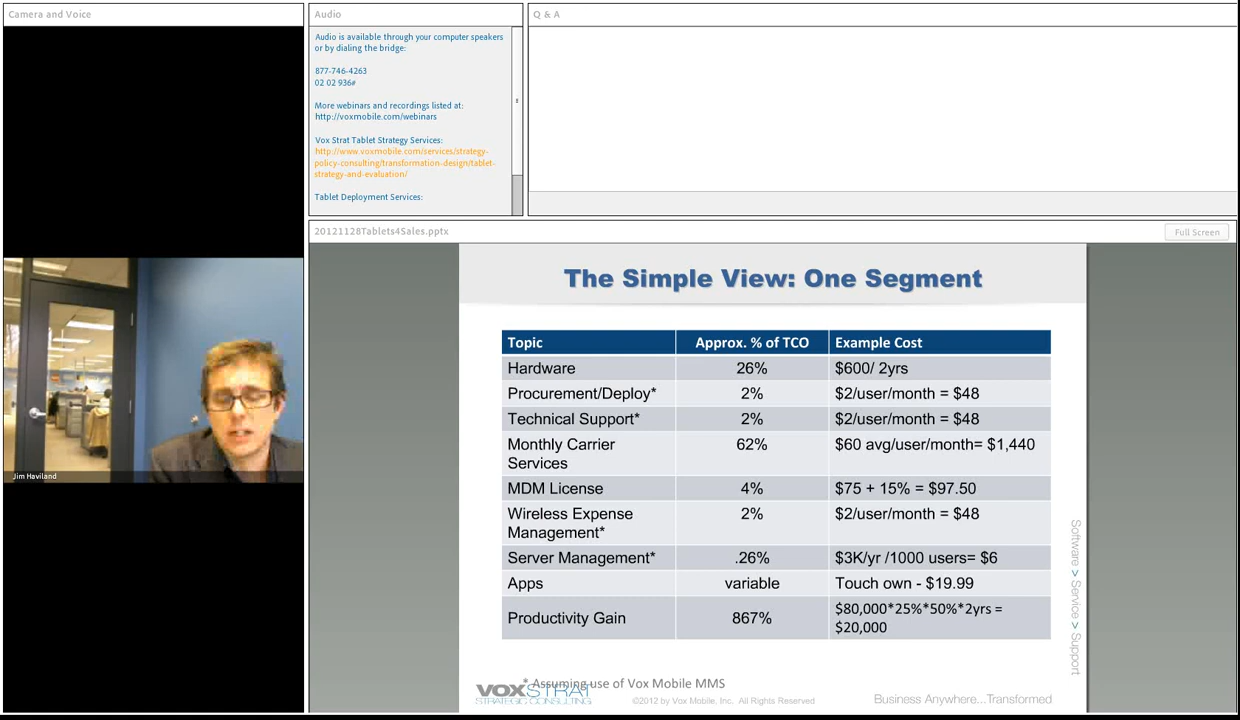 Camera and Voice
Audio
Audio is available through your computer speakers
or by dialing the bridge:
877-746-4263
02 02 936#
More webinars and recordings listed at:
http://voxmobile.com/webinars
Vox Strat Tablet Strategy Services:
http://www.voxmobile.com/services/strategy-
policy-consulting/transformation-design/tablet-
strategy-and-evaluation/
Tablet Deployment Services:
Q & A
Jim Haviland
20121128Tablets4Sales.pptx
Full Screen
The Simple View: One Segment
Topic Approx. % of TCO Example Cost
Hardware 26% $600/ 2yrs
Procurement/Deploy* 2% $2/user/month = $48
Technical Support* 2% $2/user/month = $48
Monthly Carrier 62% $60 avg/user/month= $1,440
Services
MDM License 4% $75 + 15% = $97.50
Wireless Expense 2% $2/user/month = $48
Management*
Server Management* .26% $3K/yr /1000 users= $6
Apps variable Touch own - $19.99
Productivity Gain 867% $80,000*25%*50%*2yrs =
$20,000
Software > Service > Support
* Assuming use of Vox Mobile MMS
VOXSTRAT
STRATEGIC CONSULTING
©2012 by Vox Mobile, Inc. All Rights Reserved
Business Anywhere...Transformed